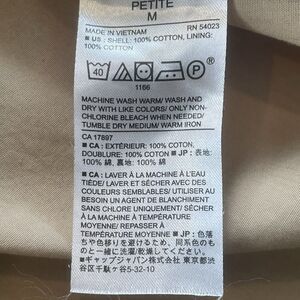 PETITE
M
MADE IN VIETNAM RN 54023
■ US : SHELL: 100% COTTON, LINING:
100% COTTON.
40 P
1166
MACHINE WASH WARM/ WASH AND
DRY WITH LIKE COLORS/ ONLY NON-
CHLORINE BLEACH WHEN NEEDED/
TUMBLE DRY MEDIUM/ WARM IRON
CA 17897
■ CA : EXTÉRIEUR: 100% COTON,
DOUBLURE: 100% COTON ■ JP : 表地:
100% 綿, 裏地: 100% 綿.
■ CA : LAVER À LA MACHINE À L'EAU
TIÈDE/ LAVER ET SÉCHER AVEC DES
COULEURS SEMBLABLES/ UTILISER AU
BESOIN UN AGENT DE BLANCHIMENT
SANS CHLORE UNIQUEMENT/ SÉCHER
À LA MACHINE À TEMPÉRATURE
MOYENNE/ REPASSER À
TEMPÉRATURE MOYENNE ■ JP : 色落
ちや色移りを避けるため、同系色のも
のと一緒に洗濯/乾燥してください.
■ギャップジャパン株式会社 東京都渋
谷区千駄ケ谷5-32-10